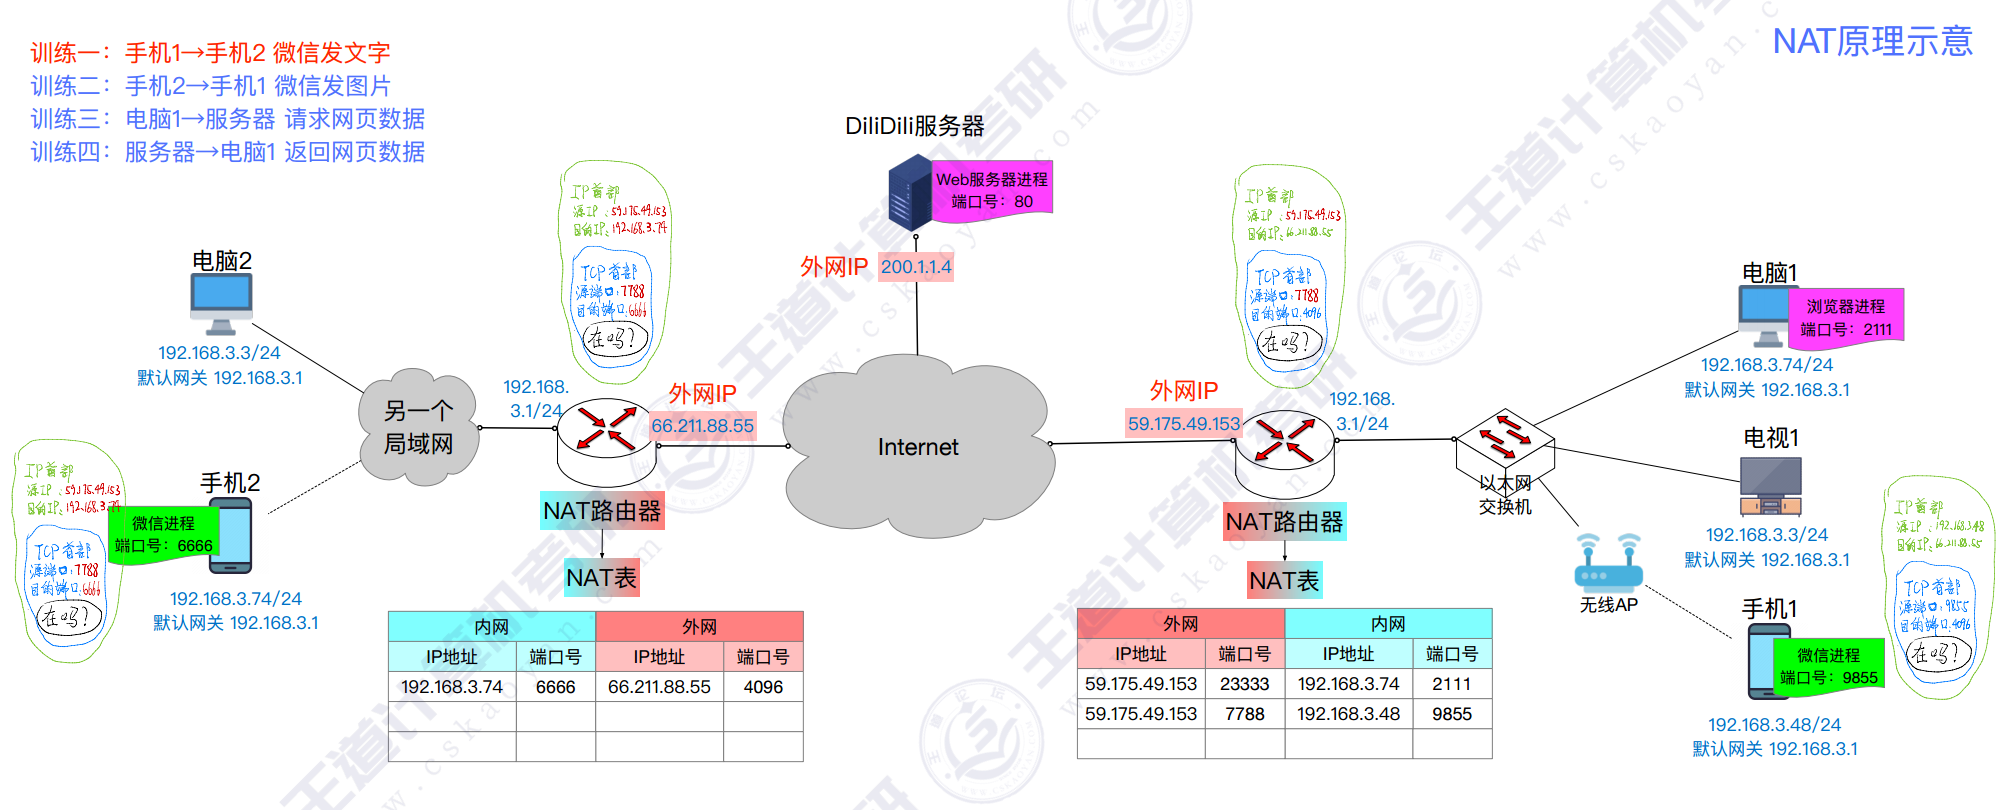 训练一：手机1→手机2 微信发文字
训练二：手机2→手机1 微信发图片
训练三：电脑1→服务器 请求网页数据
训练四：服务器→电脑1 返回网页数据
NAT原理示意
DiliDili服务器
Web服务器进程
端口号：80
外网IP 200.1.1.4
IP首部
源IP：59.175.49.153
目的IP：192.168.3.74
TCP首部
源端口：7788
目的端口：6666
在吗？
IP首部
源IP：59.175.49.153
目的IP：66.211.88.55
TCP首部
源端口：7788
目的端口：4096
在吗？
电脑2
192.168.3.3/24
默认网关 192.168.3.1
另一个
局域网
192.168.
3.1/24
外网IP
66.211.88.55
Internet
外网IP
59.175.49.153
192.168.
3.1/24
电脑1
浏览器进程
端口号：2111
192.168.3.74/24
默认网关 192.168.3.1
电视1
192.168.3.3/24
默认网关 192.168.3.1
以太网
交换机
无线AP
手机1
微信进程
端口号：9855
192.168.3.48/24
默认网关 192.168.3.1
IP首部
源IP：192.168.3.48
目的IP：66.211.88.55
TCP首部
源端口：9855
目的端口：4096
在吗？
IP首部
源IP：59.175.49.153
目的IP：192.168.3.74
TCP首部
源端口：7788
目的端口：6666
在吗？
手机2
微信进程
端口号：6666
192.168.3.74/24
默认网关 192.168.3.1
NAT路由器
NAT表
内网 外网
IP地址 端口号 IP地址 端口号
192.168.3.74 6666 66.211.88.55 4096
NAT路由器
NAT表
外网 内网
IP地址 端口号 IP地址 端口号
59.175.49.153 23333 192.168.3.74 2111
59.175.49.153 7788 192.168.3.48 9855
王道计算机考研
www.cskaoyan.com